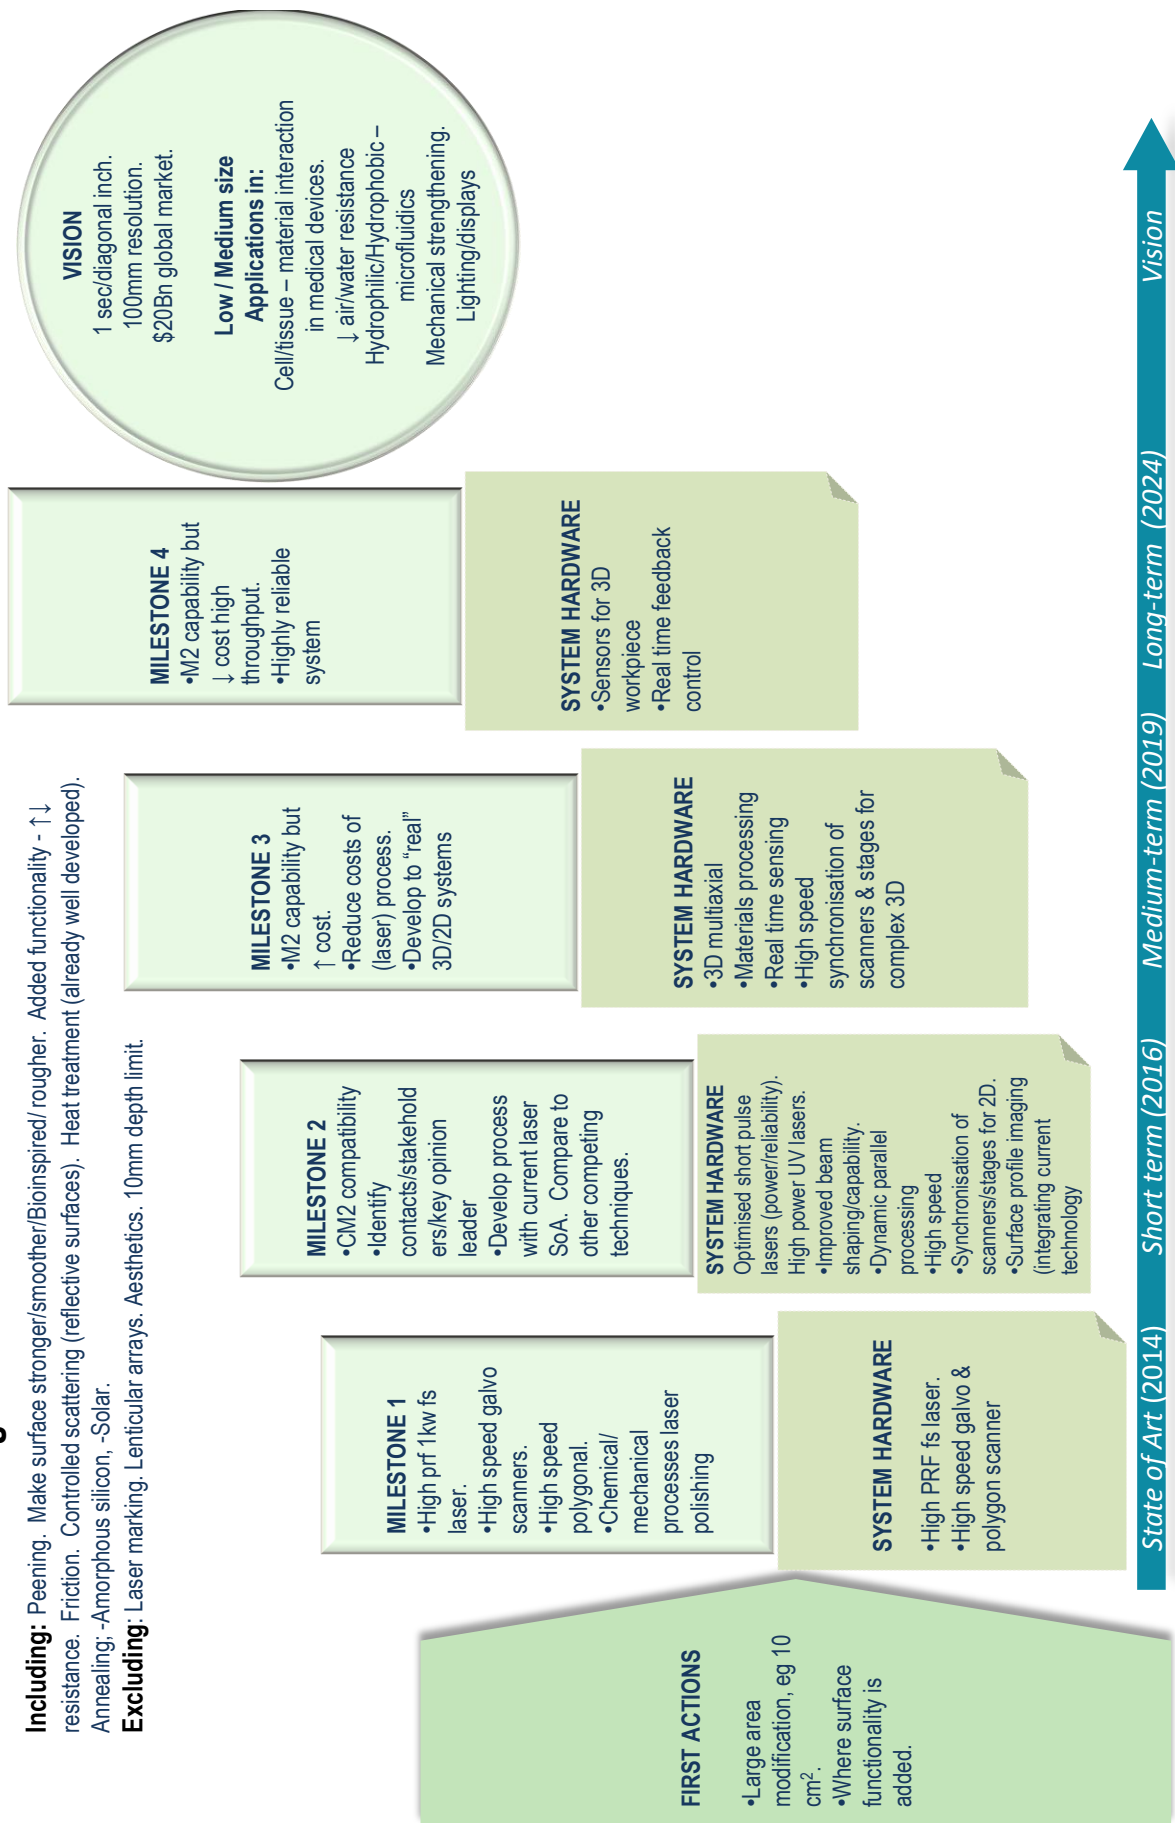 Including: Peening. Make surface stronger/smoother/Bioinspired/ rougher. Added functionality - ↑↓
resistance. Friction. Controlled scattering (reflective surfaces). Heat treatment (already well developed).
Annealing; -Amorphous silicon, -Solar.
Excluding: Laser marking. Lenticular arrays. Aesthetics. 10mm depth limit.
FIRST ACTIONS
•Large area
modification, eg 10
cm².
•Where surface
functionality is
added.
MILESTONE 1
•High prf 1kw fs
laser.
•High speed galvo
scanners.
•High speed
polygonal.
•Chemical/
mechanical
processes laser
polishing
SYSTEM HARDWARE
•High PRF fs laser.
•High speed galvo &
polygon scanner
MILESTONE 2
•CM2 compatibility
•Identify
contacts/stakehold
ers/key opinion
leader
•Develop process
with current laser
SoA. Compare to
other competing
techniques.
SYSTEM HARDWARE
Optimised short pulse
lasers (power/reliability).
High power UV lasers.
•Improved beam
shaping/capability.
•Dynamic parallel
processing
•High speed
•Synchronisation of
scanners/stages for 2D.
•Surface profile imaging
(integrating current
technology
MILESTONE 3
•M2 capability but
↑ cost.
•Reduce costs of
(laser) process.
•Develop to “real”
3D/2D systems
SYSTEM HARDWARE
•3D multiaxial
•Materials processing
•Real time sensing
•High speed
synchronisation of
scanners & stages for
complex 3D
MILESTONE 4
•M2 capability but
↓ cost high
throughput.
•Highly reliable
system
SYSTEM HARDWARE
•Sensors for 3D
workpiece
•Real time feedback
control
VISION
1 sec/diagonal inch.
100mm resolution.
$20Bn global market.
Low / Medium size
Applications in:
Cell/tissue – material interaction
in medical devices.
↓ air/water resistance
Hydrophilic/Hydrophobic –
microfluidics
Mechanical strengthening.
Lighting/displays
State of Art (2014) Short term (2016) Medium-term (2019) Long-term (2024) Vision